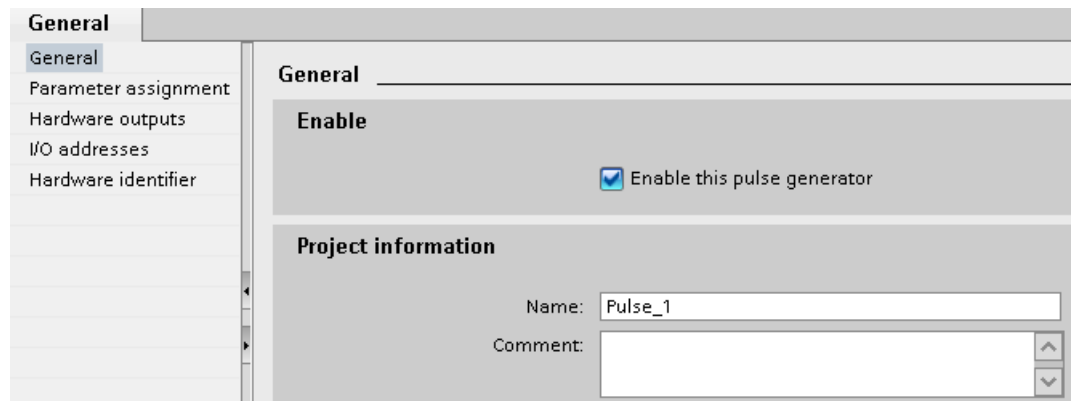 General
General
Parameter assignment
Hardware outputs
I/O addresses
Hardware identifier
General
Enable
Enable this pulse generator
Project information
Name: Pulse_1
Comment: